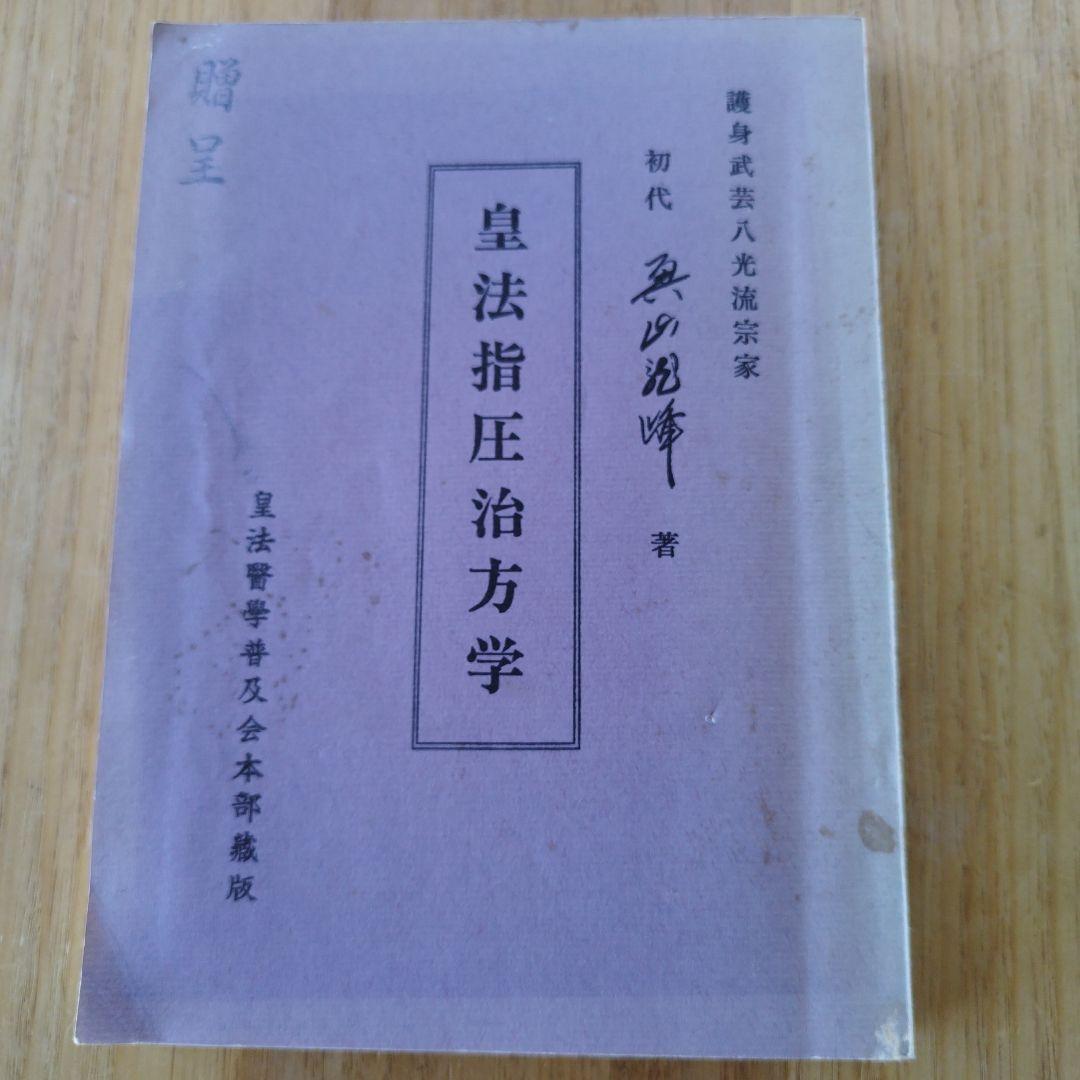 護身武芸八光流宗家
初代 奥山龍峰 著
皇法指圧治方学
皇法醫學普及会本部蔵版
贈呈